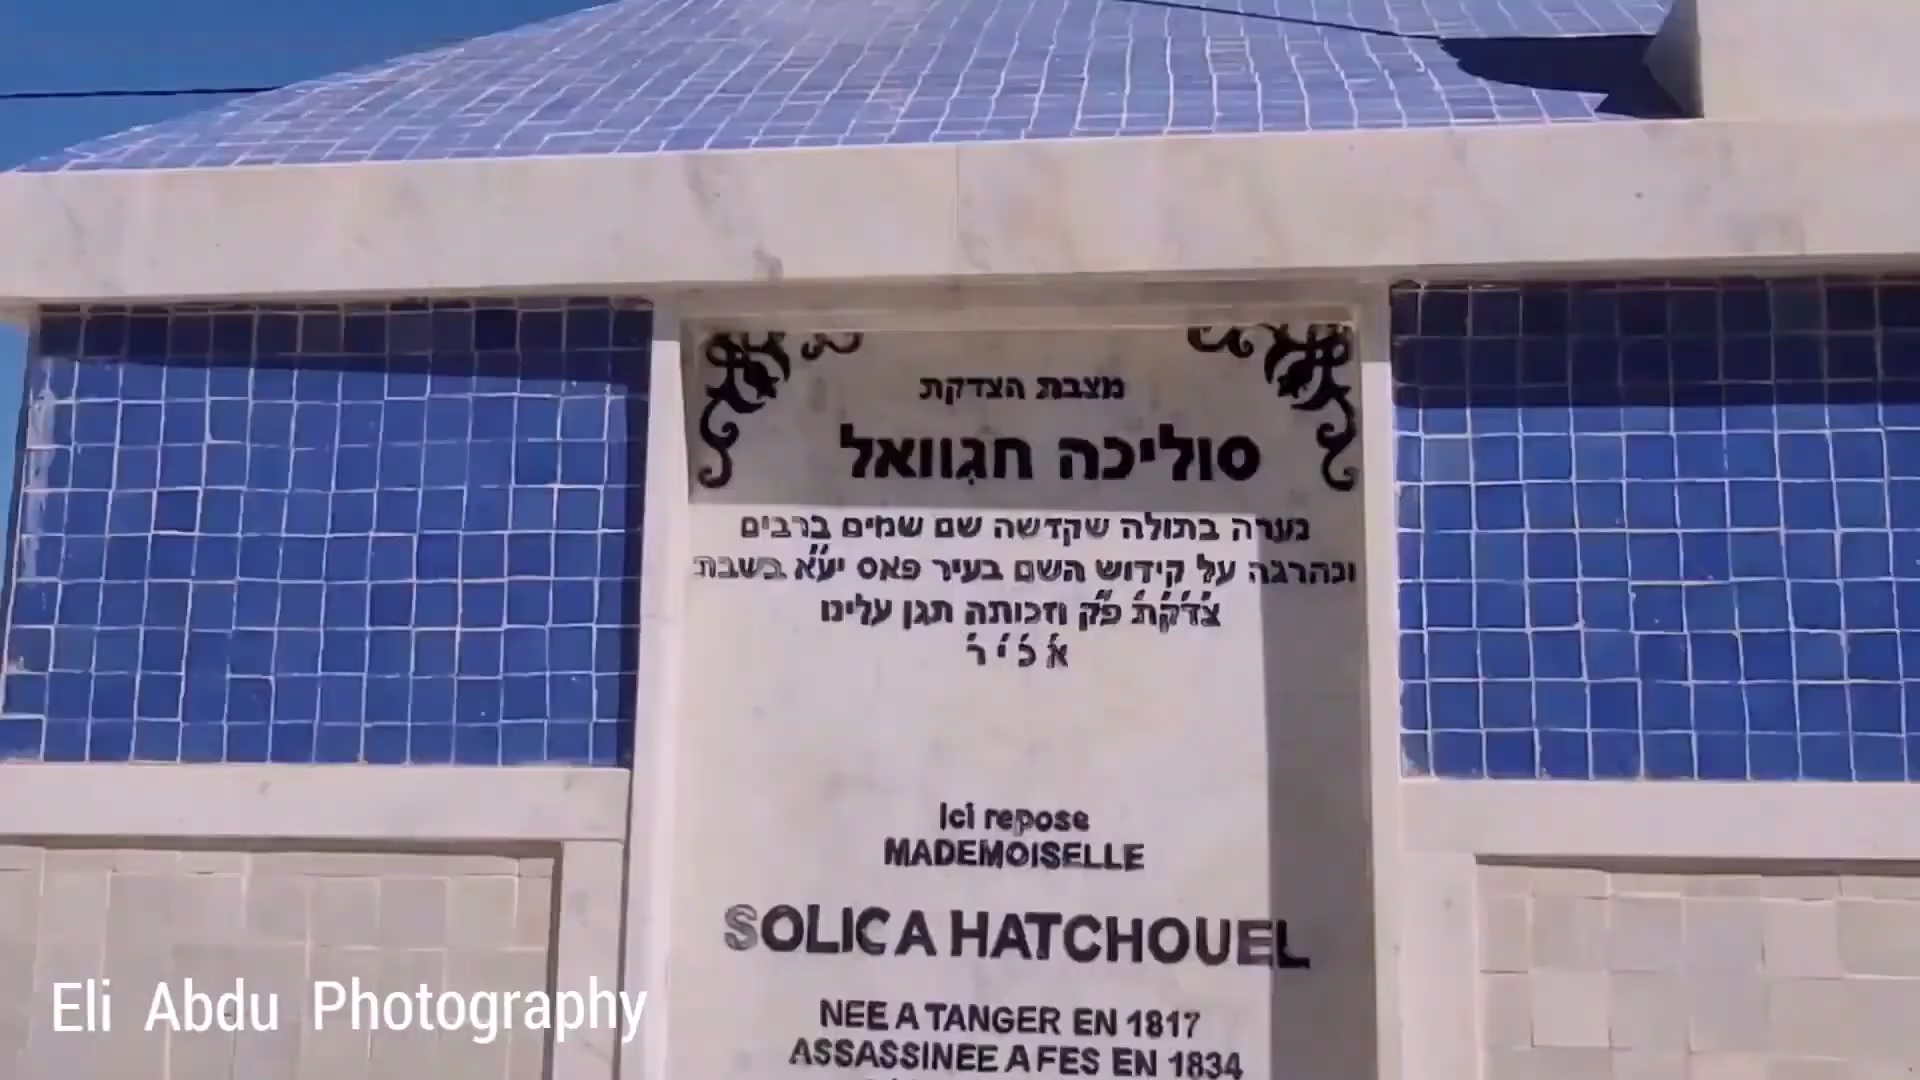 מצבת הצדקת
סוליכה חגוואל
נערה בתולה שקדשה שם שמים ברבים
ונהרגה על קידוש השם בעיר פאס יע״א בשבת
צ׳ד׳ק׳ת׳ פ״ק וזכותה תגן עלינו
א׳ כ׳ י׳ ר׳
Ici repose
MADEMOISELLE
SOLICA HATCHOUEL
NEE A TANGER EN 1817
ASSASSINEE A FES EN 1834
Eli Abdu Photography